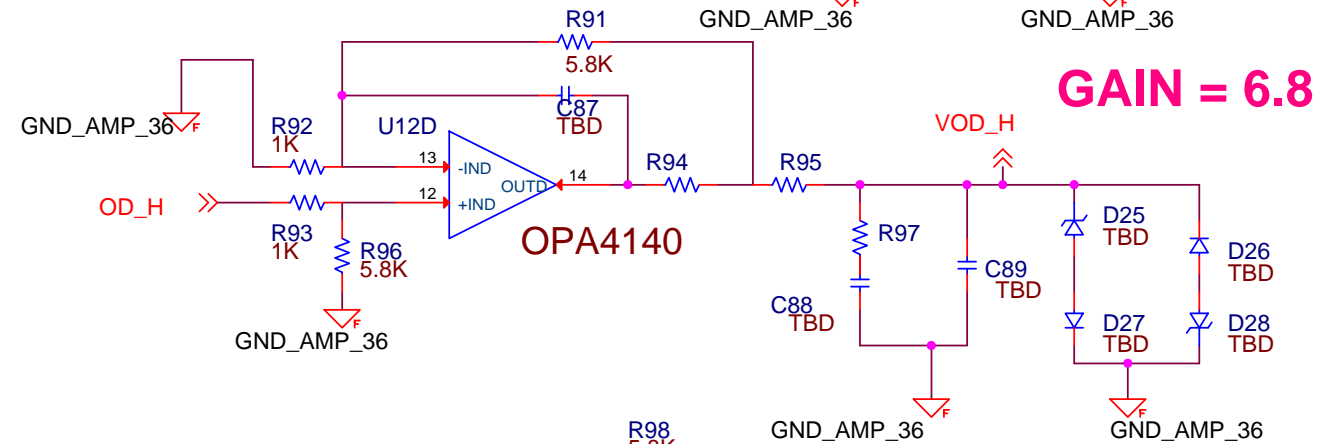 GND_AMP_36
GND_AMP_36
R91
5.8K
GAIN = 6.8
C87
TBD
GND_AMP_36
F
R92
1K
U12D
VOD_H
13
-IND
OUTD
14
R94
R95
12
+IND
OD_H
R93
1K
R96
5.8K
OPA4140
R97
D25
TBD
D26
TBD
C89
TBD
C88
TBD
D27
TBD
D28
TBD
F
GND_AMP_36
F
GND_AMP_36
F
GND_AMP_36
R98